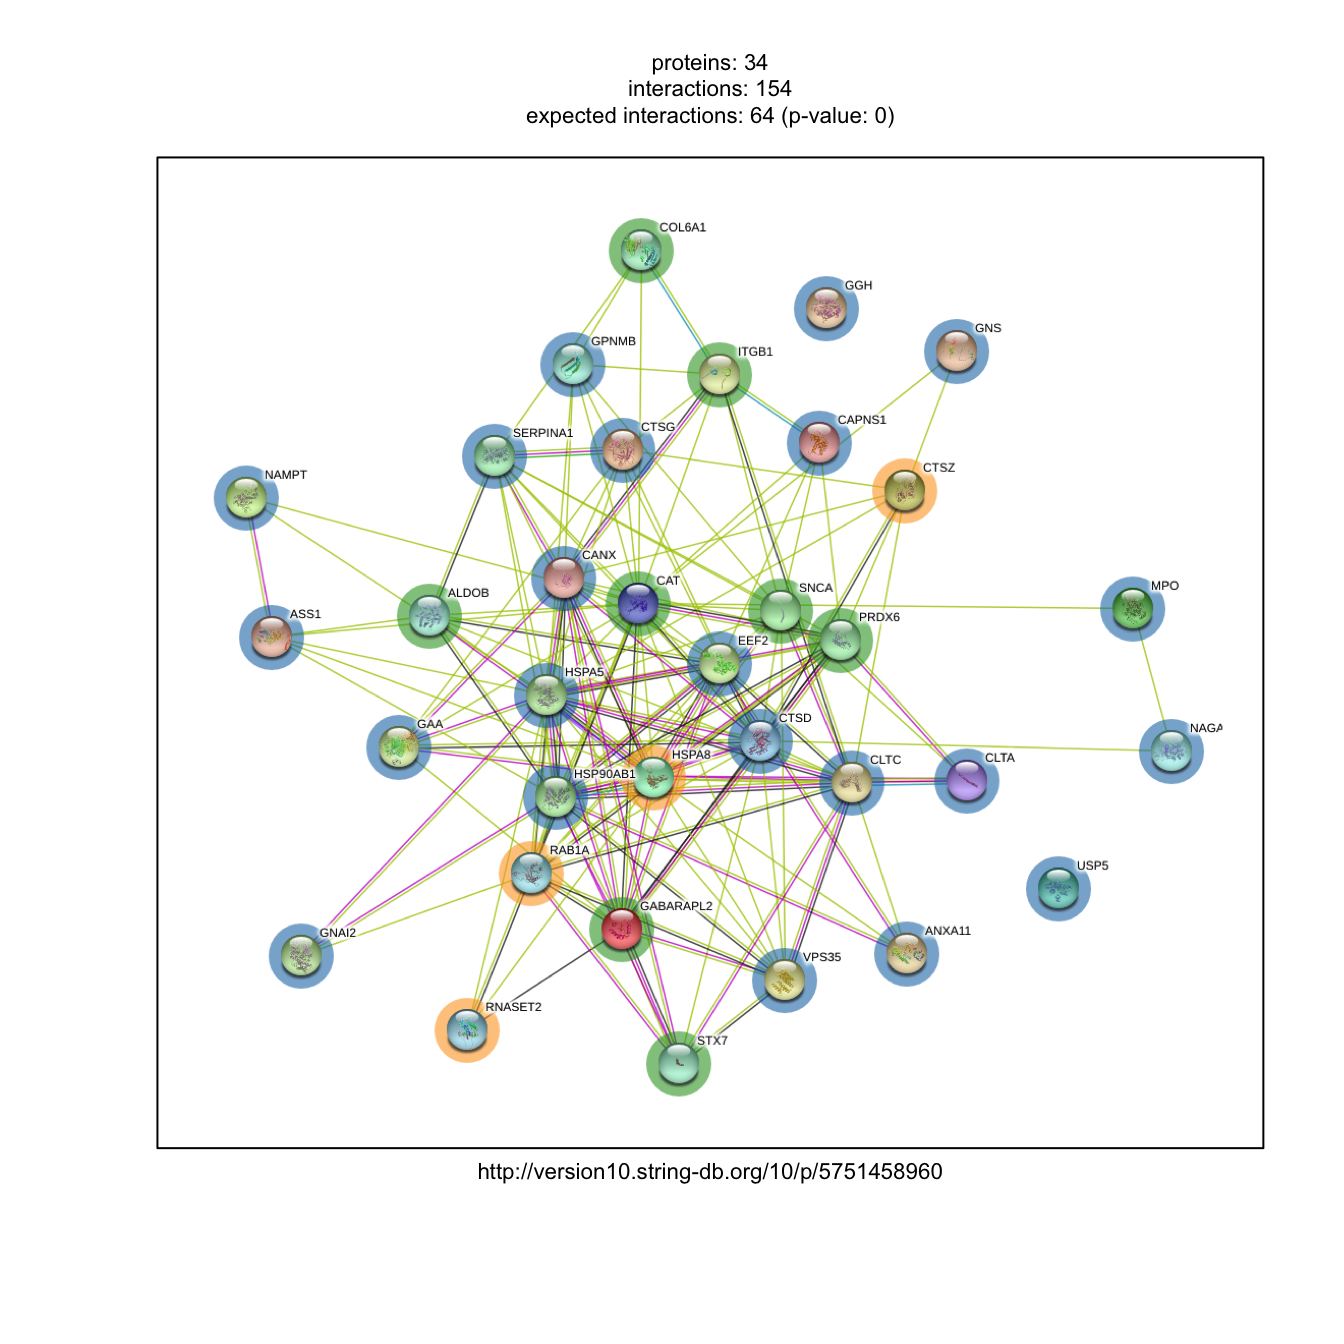 proteins: 34
interactions: 154
expected interactions: 64 (p-value: 0)
COL6A1
GGH
GNS
GPNMB
ITGB1
CAPNS1
CTSG
SERPINA1
CTSZ
NAMPT
CANX
CAT
SNCA
MPO
ALDOB
PRDX6
ASS1
EEF2
HSPA5
CTSD
GAA
NAGA
HSPA8
CLTC
CLTA
HSP90AB1
RAB1A
USP5
GABARAPL2
GNAI2
ANXA11
VPS35
RNASET2
STX7
http://version10.string-db.org/10/p/5751458960